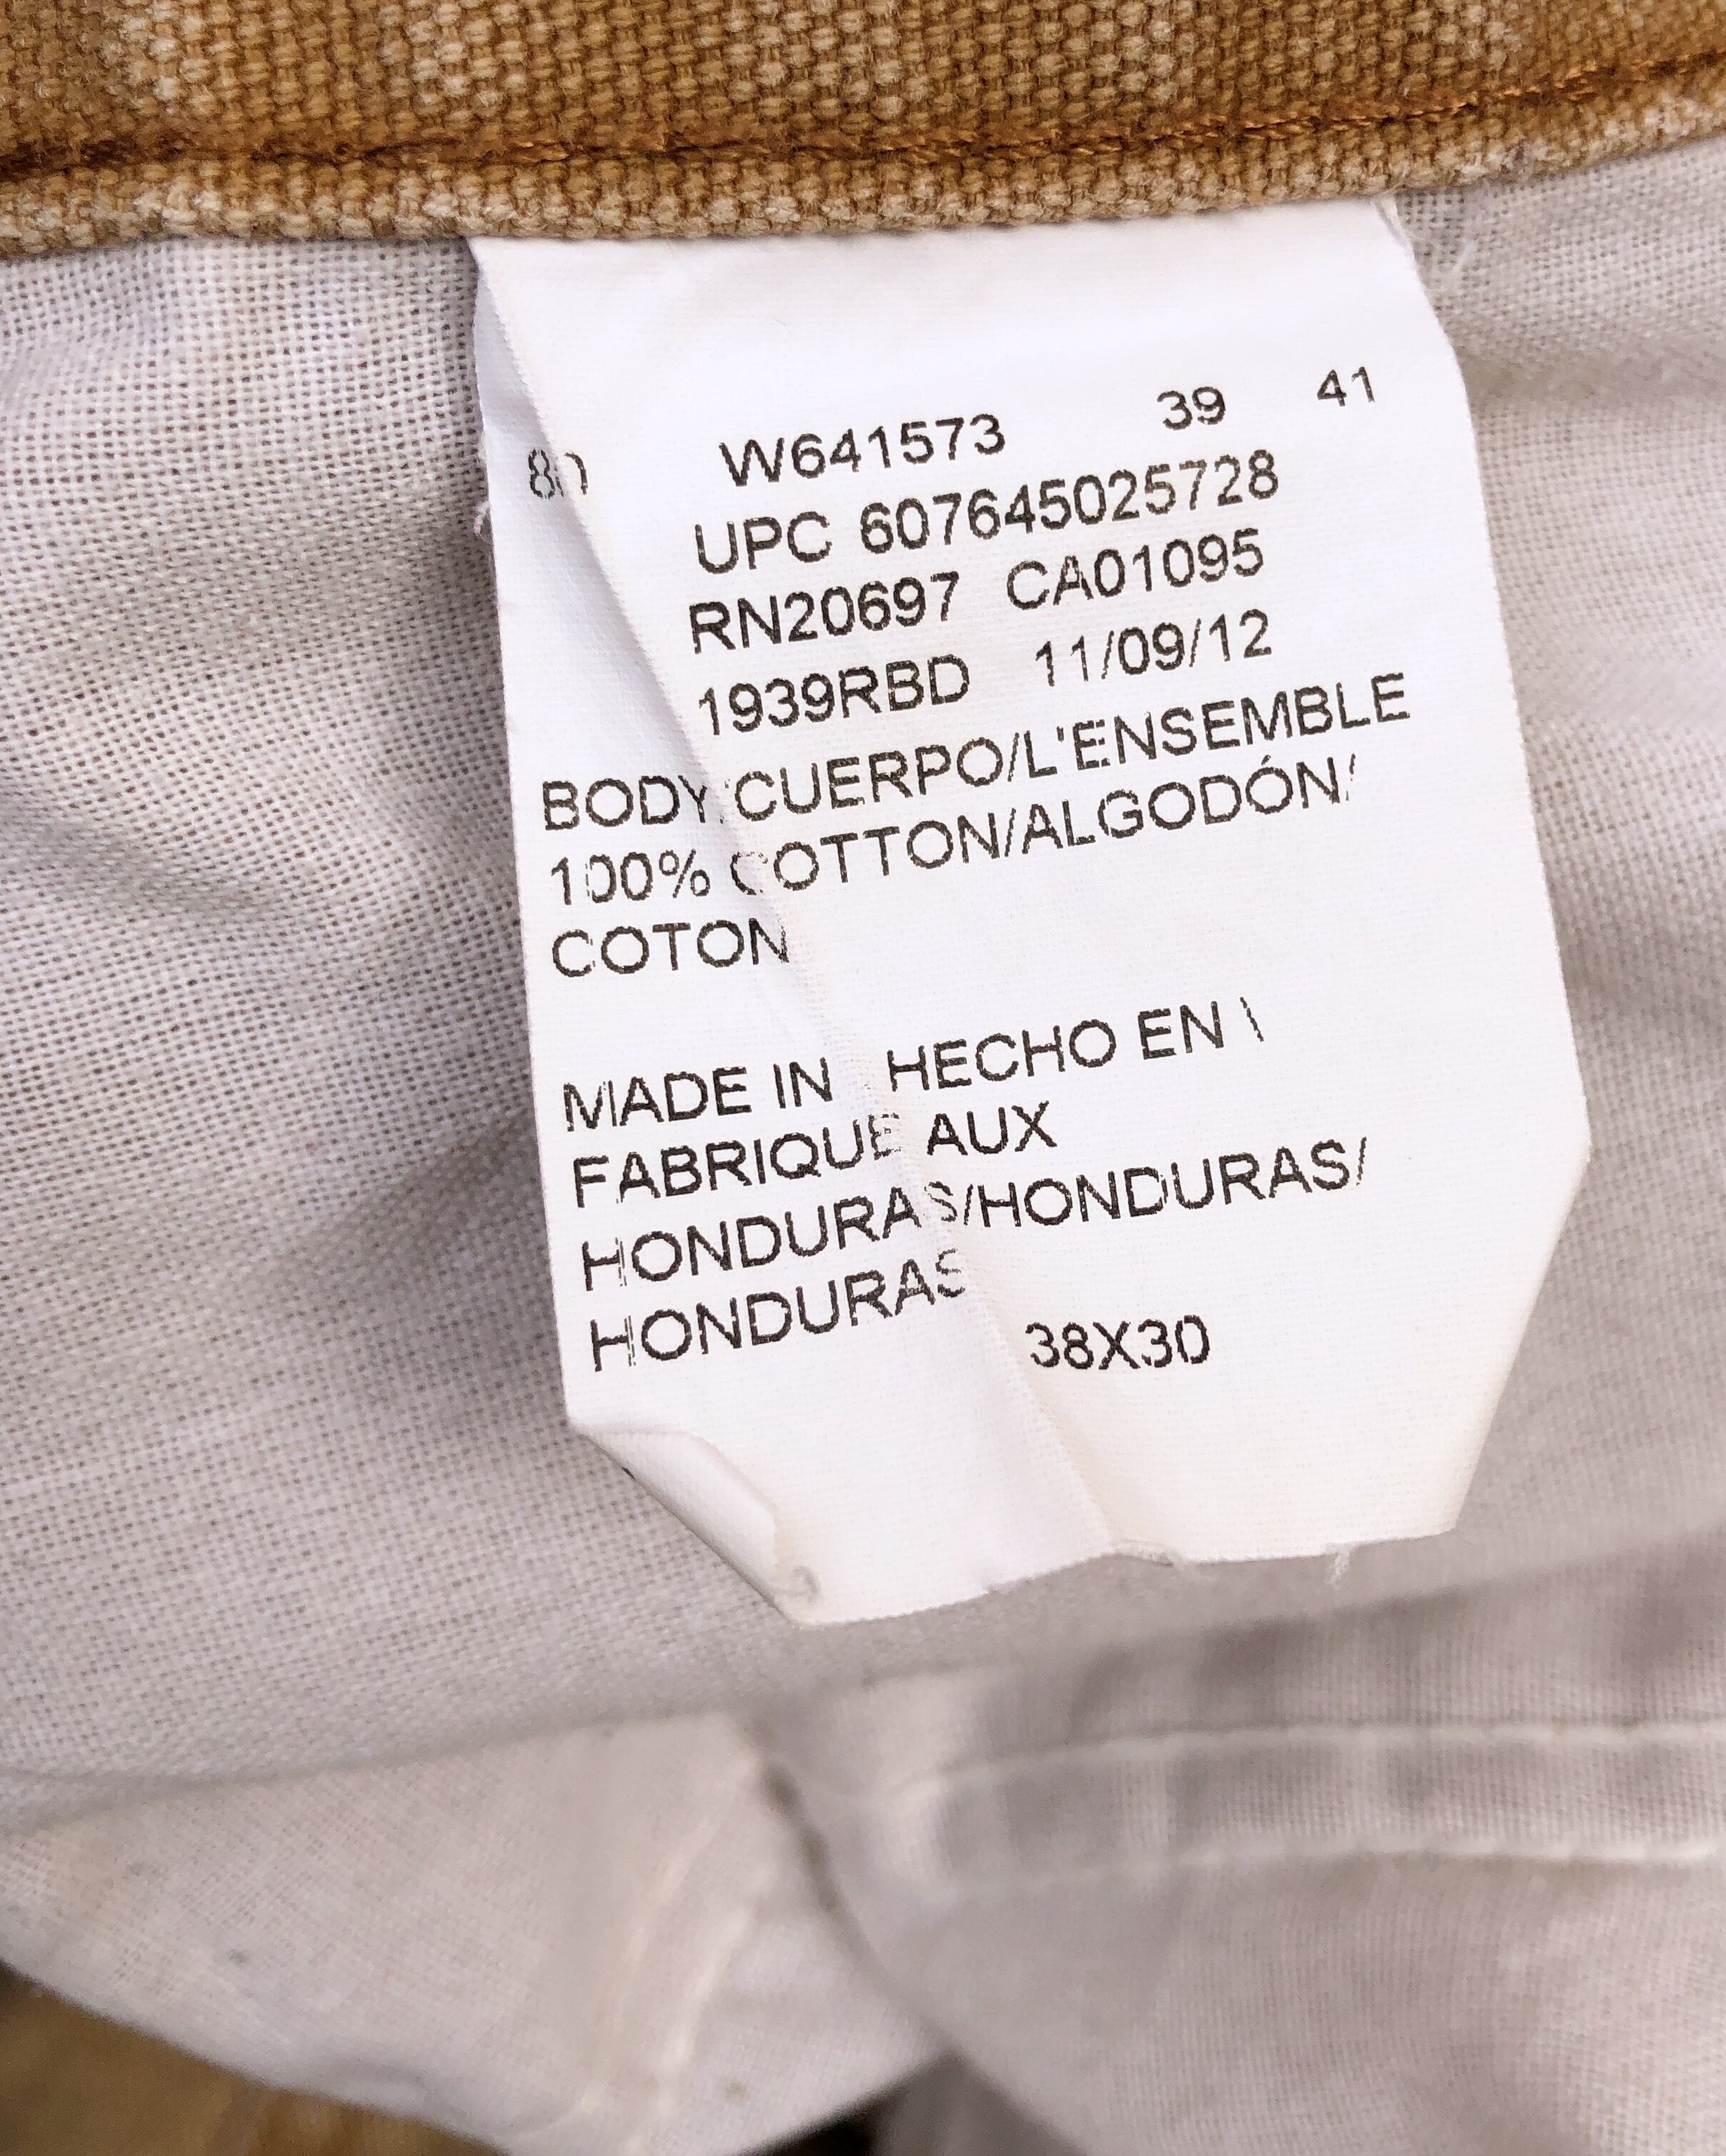 W641573 39 41
UPC 607645025728
RN20697 CA01095
1939RBD 11/09/12
BODY/CUERPO/L'ENSEMBLE
100% COTTON/ALGODÓN/
COTON
MADE IN HECHO EN \
FABRIQUE AUX
HONDURAS/HONDURAS/
HONDURAS
38X30